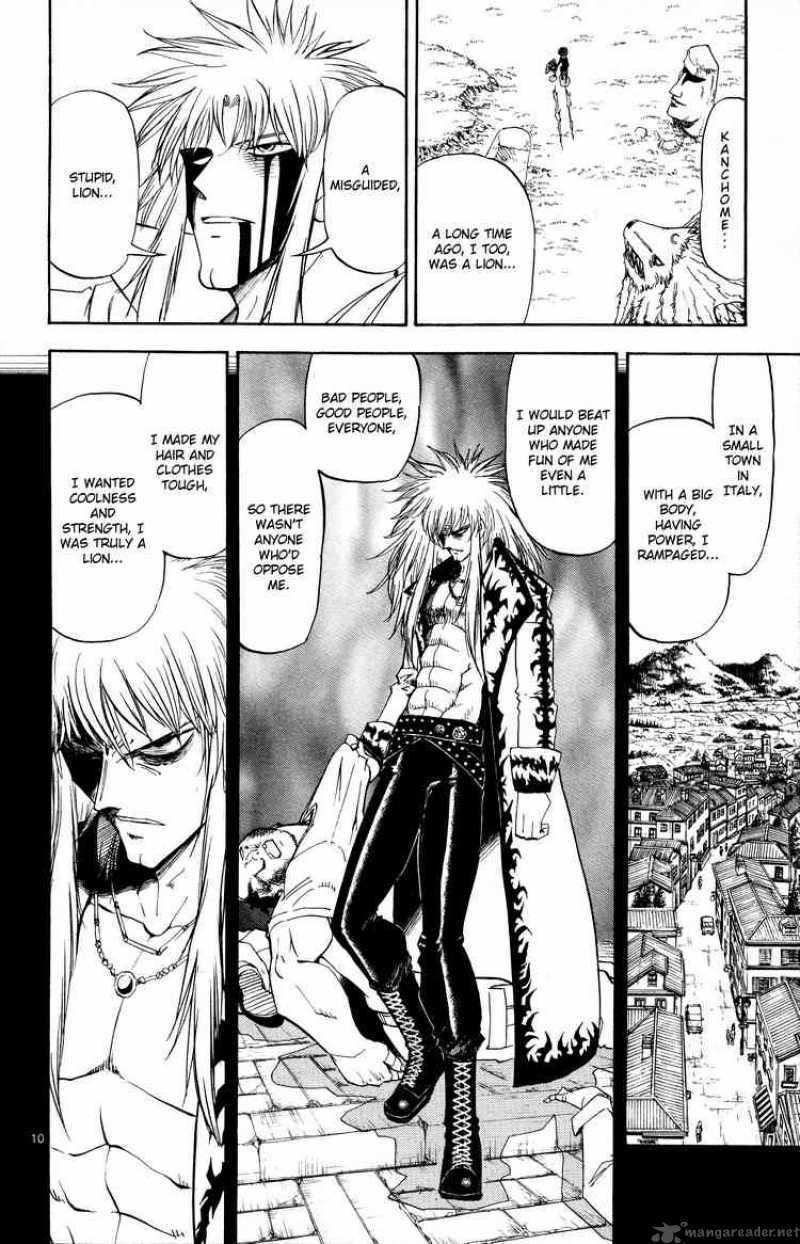 KANCHOME...
A LONG TIME
AGO, I TOO,
WAS A LION...
A
MISGUIDED,
STUPID,
LION...
IN A
SMALL
TOWN
IN
ITALY,
WITH A BIG
BODY,
HAVING
POWER, I
RAMPAGED...
I WOULD BEAT
UP ANYONE
WHO MADE
FUN OF ME
EVEN A
LITTLE.
BAD PEOPLE,
GOOD PEOPLE,
EVERYONE,
SO THERE
WASN'T
ANYONE
WHO'D
OPPOSE
ME.
I MADE MY
HAIR AND
CLOTHES
TOUGH,
I WANTED
COOLNESS
AND
STRENGTH, I
WAS TRULY A
LION...
10
mangareader.net